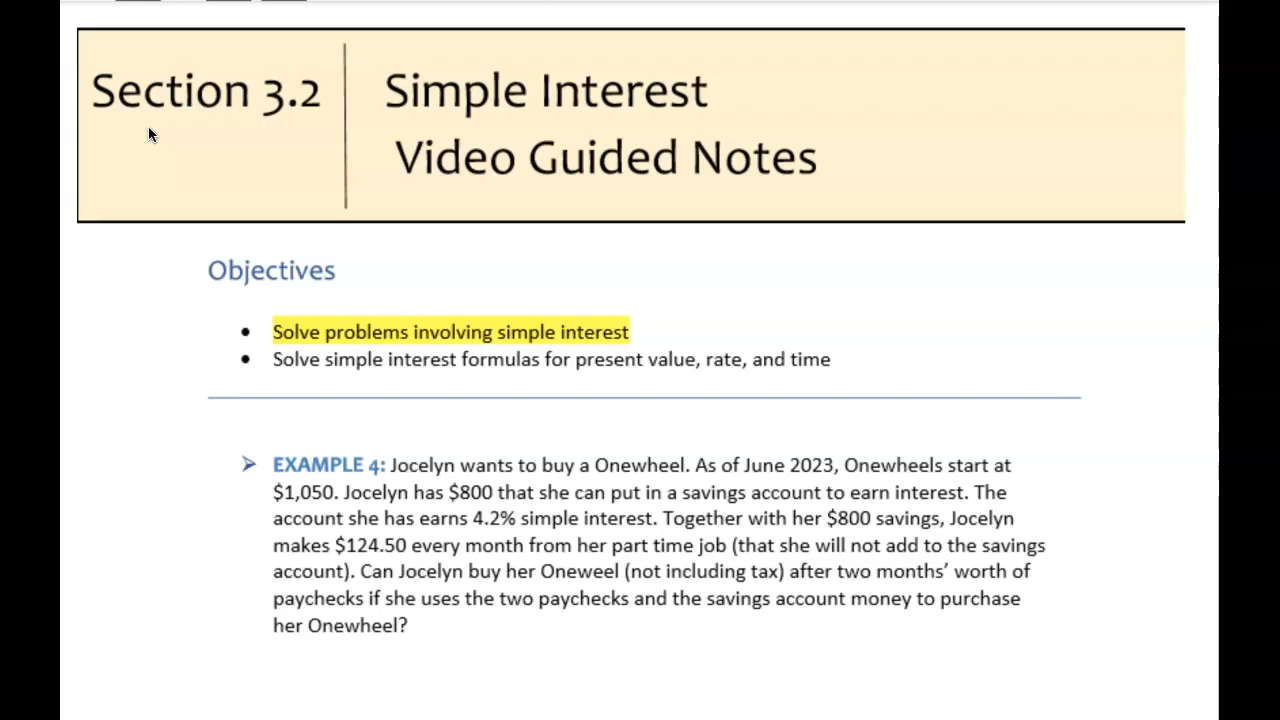 Section 3.2
Simple Interest
Video Guided Notes
Objectives
• Solve problems involving simple interest
• Solve simple interest formulas for present value, rate, and time
➢ EXAMPLE 4: Jocelyn wants to buy a Onewheel. As of June 2023, Onewheels start at
$1,050. Jocelyn has $800 that she can put in a savings account to earn interest. The
account she has earns 4.2% simple interest. Together with her $800 savings, Jocelyn
makes $124.50 every month from her part time job (that she will not add to the savings
account). Can Jocelyn buy her Oneweel (not including tax) after two months’ worth of
paychecks if she uses the two paychecks and the savings account money to purchase
her Onewheel?